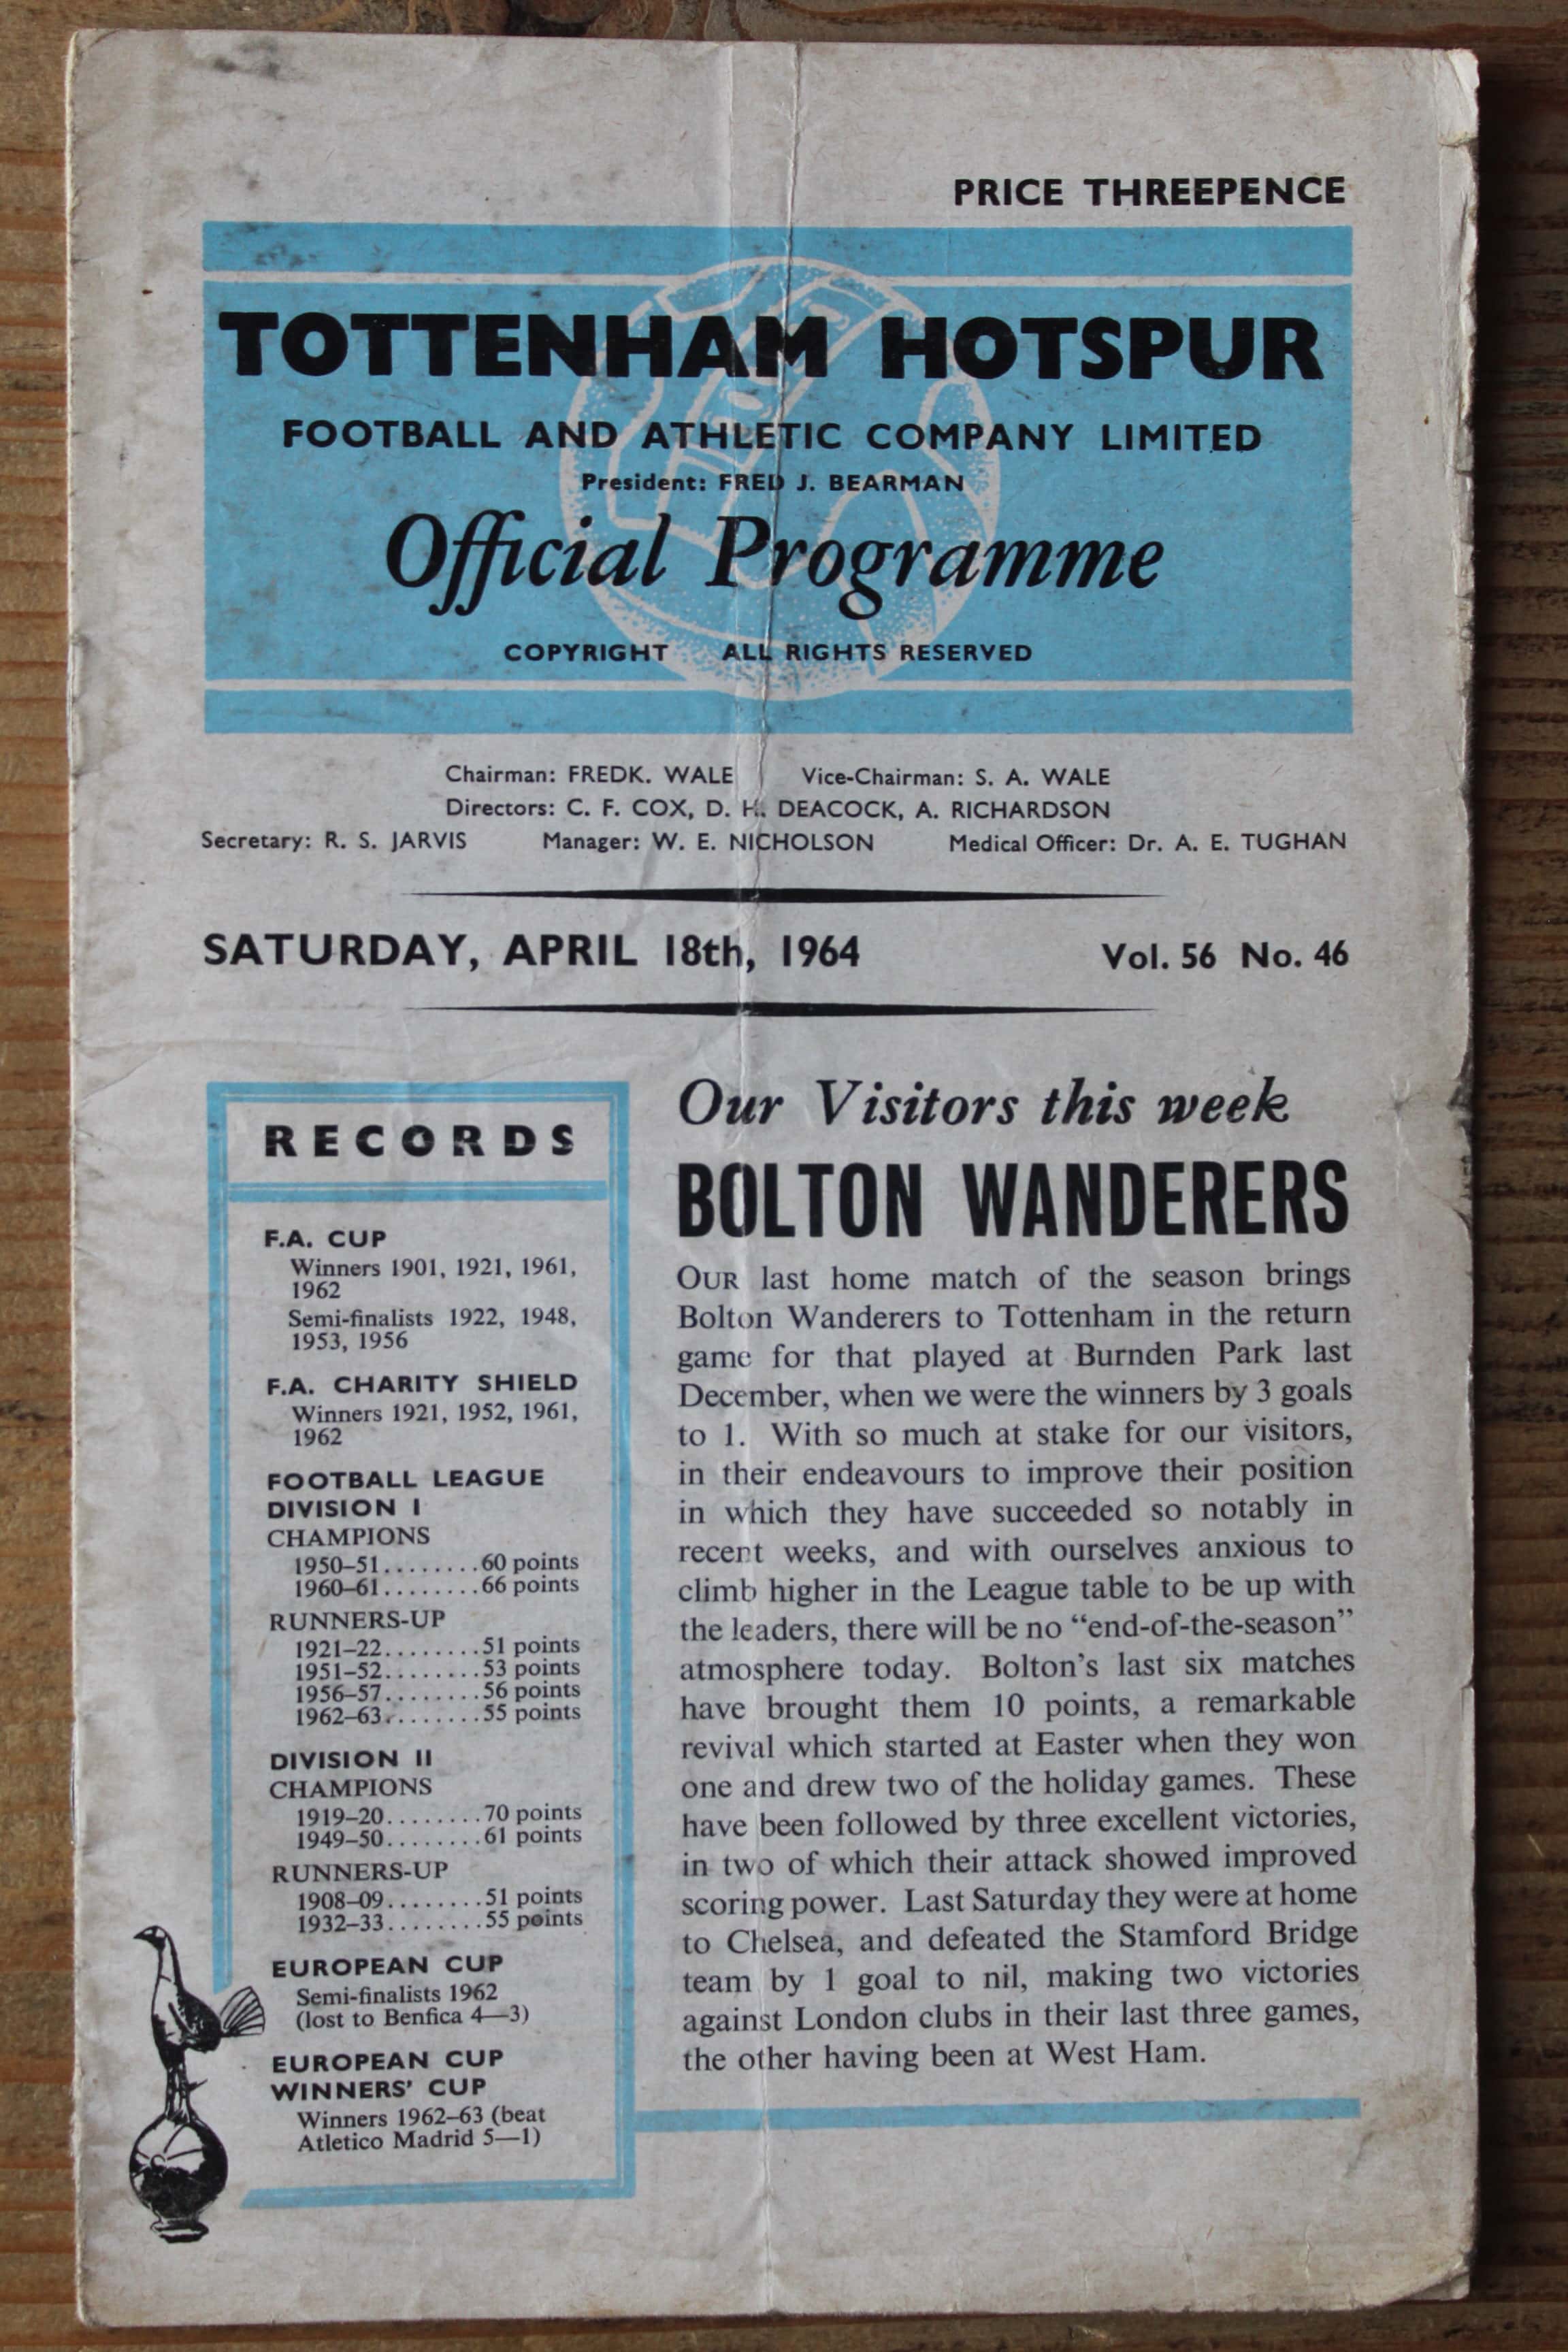 PRICE THREEPENCE
TOTTENHAM HOTSPUR
FOOTBALL AND ATHLETIC COMPANY LIMITED
President: FRED J. BEARMAN
Official Programme
COPYRIGHT ALL RIGHTS RESERVED
Chairman: FREDK. WALE Vice-Chairman: S. A. WALE
Directors: C. F. COX, D. H. DEACOCK, A. RICHARDSON
Secretary: R. S. JARVIS Manager: W. E. NICHOLSON Medical Officer: Dr. A. E. TUGHAN
SATURDAY, APRIL 18th, 1964 Vol. 56 No. 46
RECORDS
F.A. CUP
Winners 1901, 1921, 1961,
1962
Semi-finalists 1922, 1948,
1953, 1956
F.A. CHARITY SHIELD
Winners 1921, 1952, 1961,
1962
FOOTBALL LEAGUE
DIVISION I
CHAMPIONS
1950–51........60 points
1960–61........66 points
RUNNERS-UP
1921–22........51 points
1951–52........53 points
1956–57........56 points
1962–63........55 points
DIVISION II
CHAMPIONS
1919–20........70 points
1949–50........61 points
RUNNERS-UP
1908–09........51 points
1932–33........55 points
EUROPEAN CUP
Semi-finalists 1962
(lost to Benfica 4—3)
EUROPEAN CUP
WINNERS' CUP
Winners 1962–63 (beat
Atletico Madrid 5—1)
Our Visitors this week
BOLTON WANDERERS
OUR last home match of the season brings
Bolton Wanderers to Tottenham in the return
game for that played at Burnden Park last
December, when we were the winners by 3 goals
to 1. With so much at stake for our visitors,
in their endeavours to improve their position
in which they have succeeded so notably in
recent weeks, and with ourselves anxious to
climb higher in the League table to be up with
the leaders, there will be no “end-of-the-season”
atmosphere today. Bolton's last six matches
have brought them 10 points, a remarkable
revival which started at Easter when they won
one and drew two of the holiday games. These
have been followed by three excellent victories,
in two of which their attack showed improved
scoring power. Last Saturday they were at home
to Chelsea, and defeated the Stamford Bridge
team by 1 goal to nil, making two victories
against London clubs in their last three games,
the other having been at West Ham.